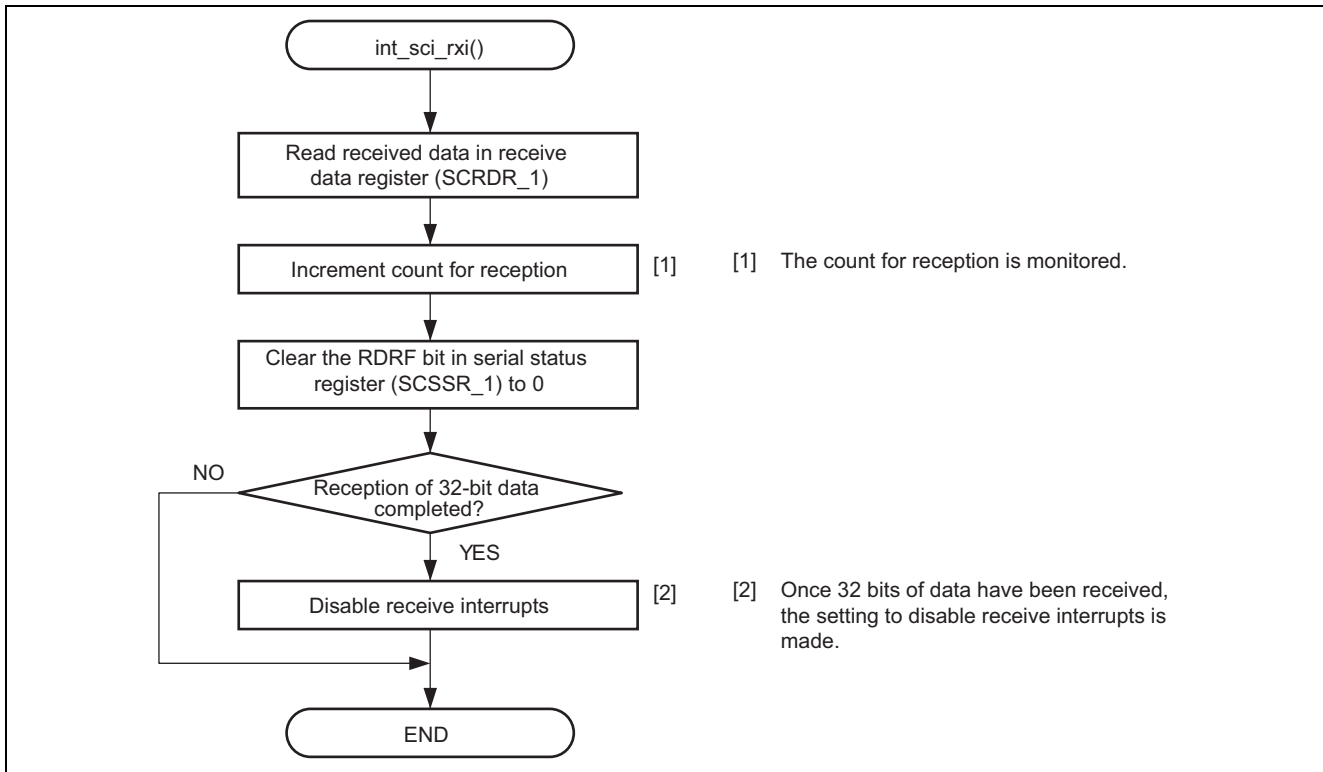 int_sci_rxi()
Read received data in receive
data register (SCRDR_1)
Increment count for reception
[1]
[1] The count for reception is monitored.
Clear the RDRF bit in serial status
register (SCSSR_1) to 0
NO
Reception of 32-bit data
completed?
YES
Disable receive interrupts
[2]
[2] Once 32 bits of data have been received,
the setting to disable receive interrupts is
made.
END